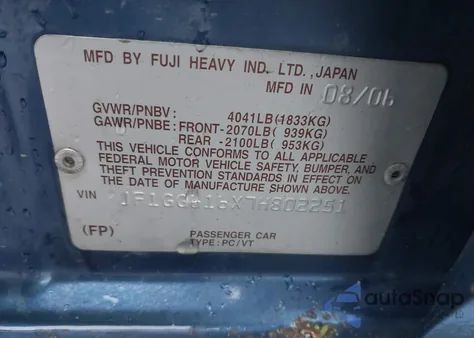 MFD BY FUJI HEAVY IND. LTD.,JAPAN
MFD IN 08/06
GVWR/PNBV: 4041LB(1833KG)
GAWR/PNBE:FRONT-2070LB( 939KG)
REAR -2100LB( 953KG)
THIS VEHICLE CONFORMS TO ALL APPLICABLE
FEDERAL MOTOR VEHICLE SAFETY, BUMPER, AND
THEFT PREVENTION STANDARDS IN EFFECT ON
THE DATE OF MANUFACTURE SHOWN ABOVE.
VIN
(FP) PASSENGER CAR
TYPE:PC/VT
autoSnap